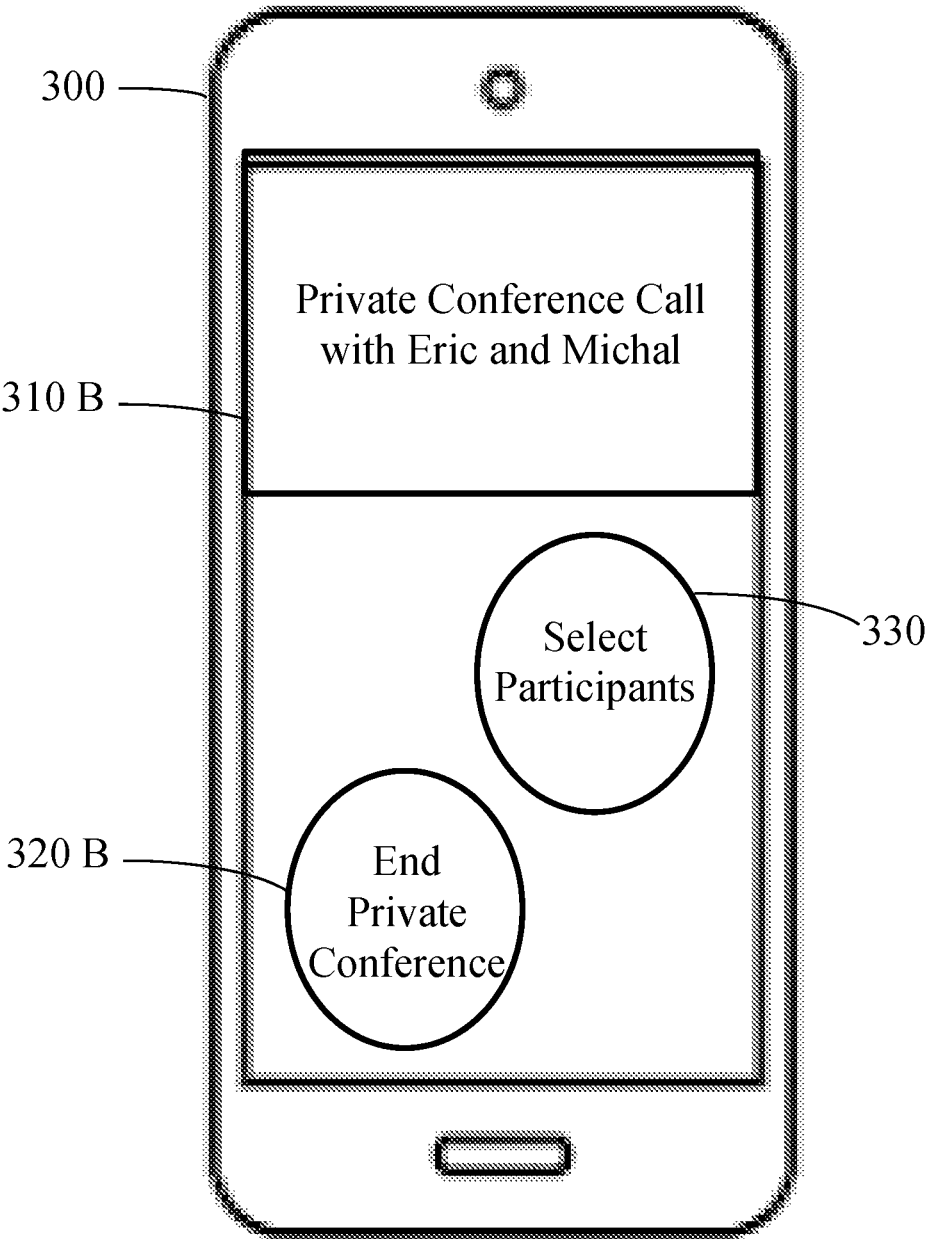 300
Private Conference Call
with Eric and Michal
310 B
Select
Participants
330
320 B
End
Private
Conference